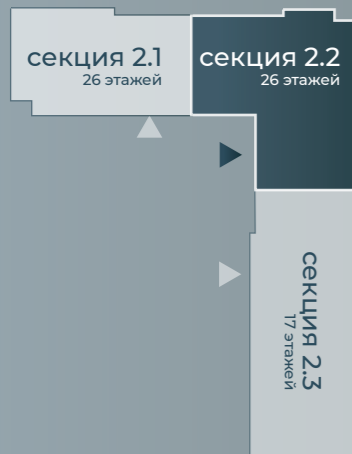 секция 2.1
26 этажей
секция 2.2
26 этажей
секция 2.3
17 этажей